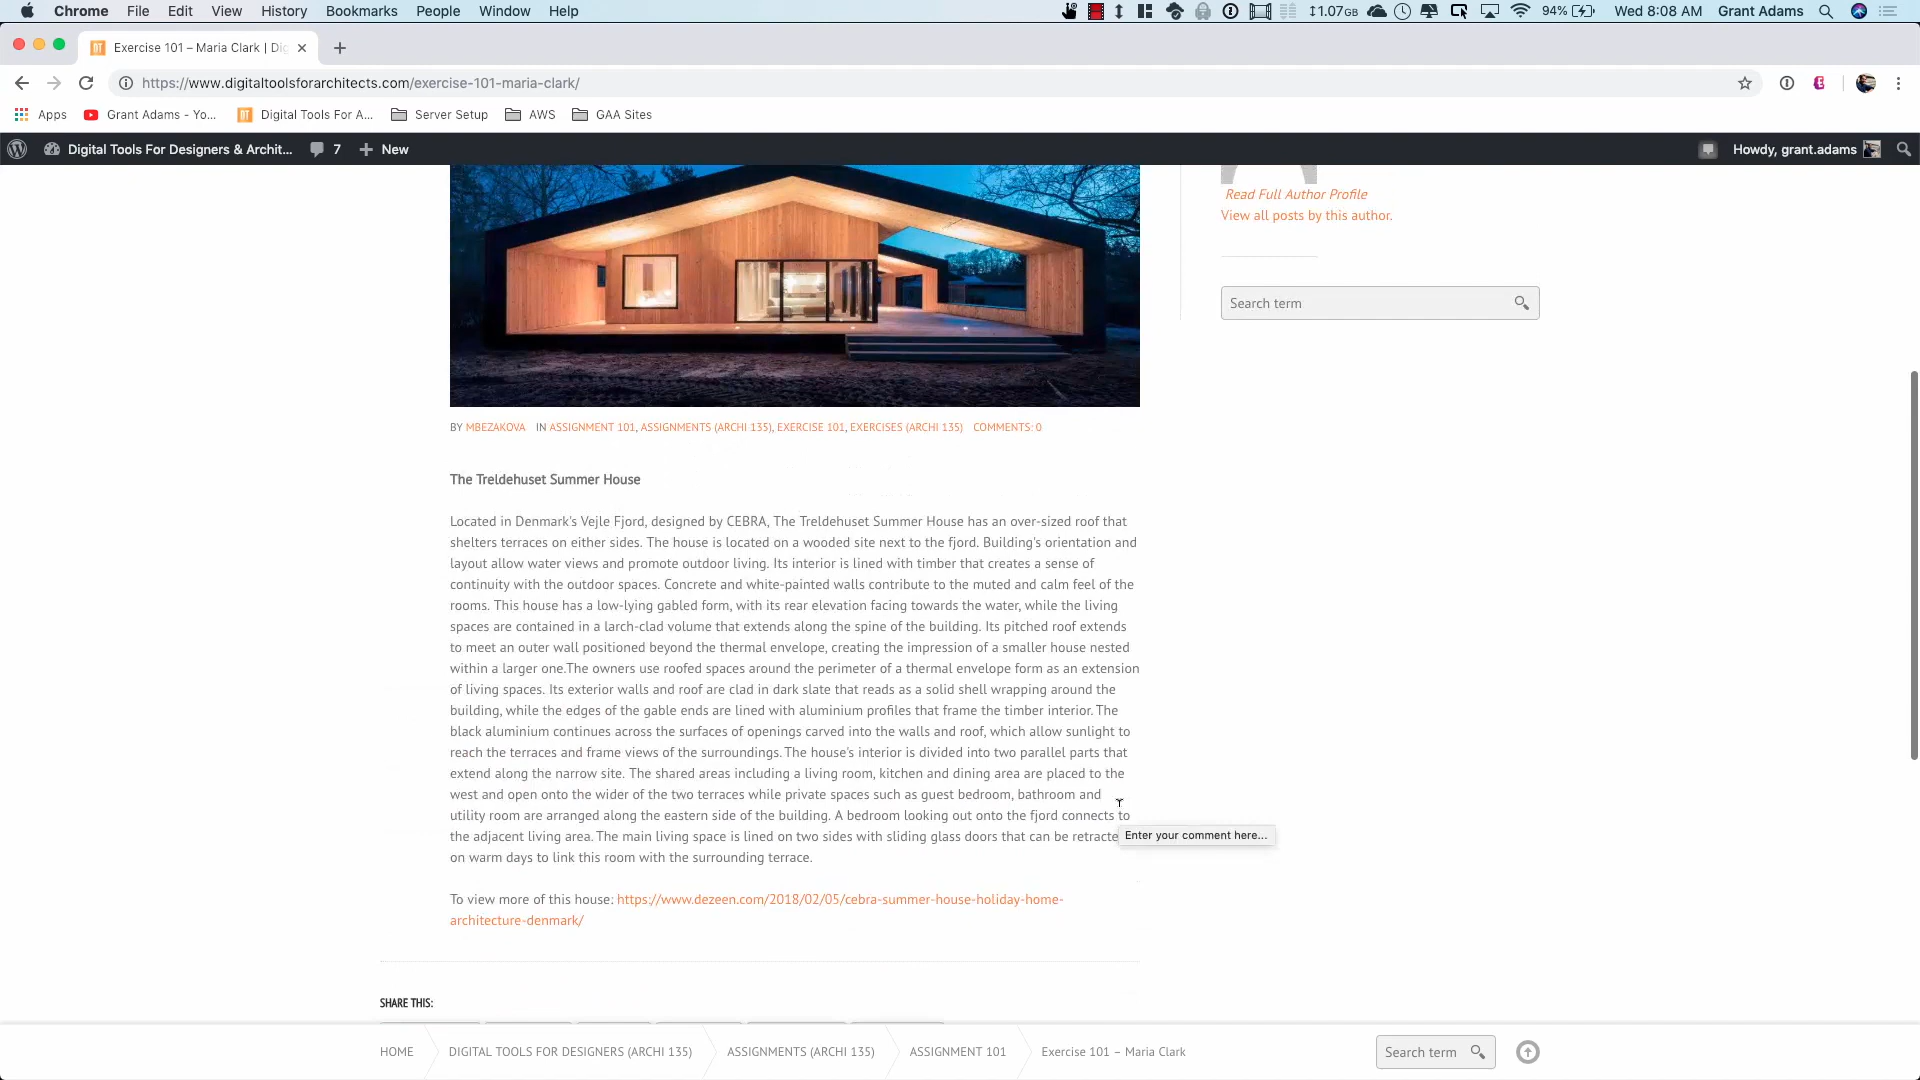 Chrome File Edit View History Bookmarks People Window Help 1.07GB 94% Wed 8:08 AM Grant Adams
Exercise 101 – Maria Clark | Di
https://www.digitaltoolsforarchitects.com/exercise-101-maria-clark/
Apps Grant Adams - Yo... Digital Tools For A... Server Setup AWS GAA Sites
Digital Tools For Designers & Archit... 7 New Howdy, grant.adams
Read Full Author Profile
View all posts by this author.
Search term
BY MBEZAKOVA IN ASSIGNMENT 101, ASSIGNMENTS (ARCHI 135), EXERCISE 101, EXERCISES (ARCHI 135) COMMENTS: 0
The Treldehuset Summer House
Located in Denmark's Vejle Fjord, designed by CEBRA, The Treldehuset Summer House has an over-sized roof that
shelters terraces on either sides. The house is located on a wooded site next to the fjord. Building's orientation and
layout allow water views and promote outdoor living. Its interior is lined with timber that creates a sense of
continuity with the outdoor spaces. Concrete and white-painted walls contribute to the muted and calm feel of the
rooms. This house has a low-lying gabled form, with its rear elevation facing towards the water, while the living
spaces are contained in a larch-clad volume that extends along the spine of the building. Its pitched roof extends
to meet an outer wall positioned beyond the thermal envelope, creating the impression of a smaller house nested
within a larger one.The owners use roofed spaces around the perimeter of a thermal envelope form as an extension
of living spaces. Its exterior walls and roof are clad in dark slate that reads as a solid shell wrapping around the
building, while the edges of the gable ends are lined with aluminium profiles that frame the timber interior. The
black aluminium continues across the surfaces of openings carved into the walls and roof, which allow sunlight to
reach the terraces and frame views of the surroundings. The house's interior is divided into two parallel parts that
extend along the narrow site. The shared areas including a living room, kitchen and dining area are placed to the
west and open onto the wider of the two terraces while private spaces such as guest bedroom, bathroom and
utility room are arranged along the eastern side of the building. A bedroom looking out onto the fjord connects to
the adjacent living area. The main living space is lined on two sides with sliding glass doors that can be retracte
Enter your comment here...
on warm days to link this room with the surrounding terrace.
To view more of this house: https://www.dezeen.com/2018/02/05/cebra-summer-house-holiday-home-
architecture-denmark/
SHARE THIS:
HOME DIGITAL TOOLS FOR DESIGNERS (ARCHI 135) ASSIGNMENTS (ARCHI 135) ASSIGNMENT 101 Exercise 101 – Maria Clark Search term